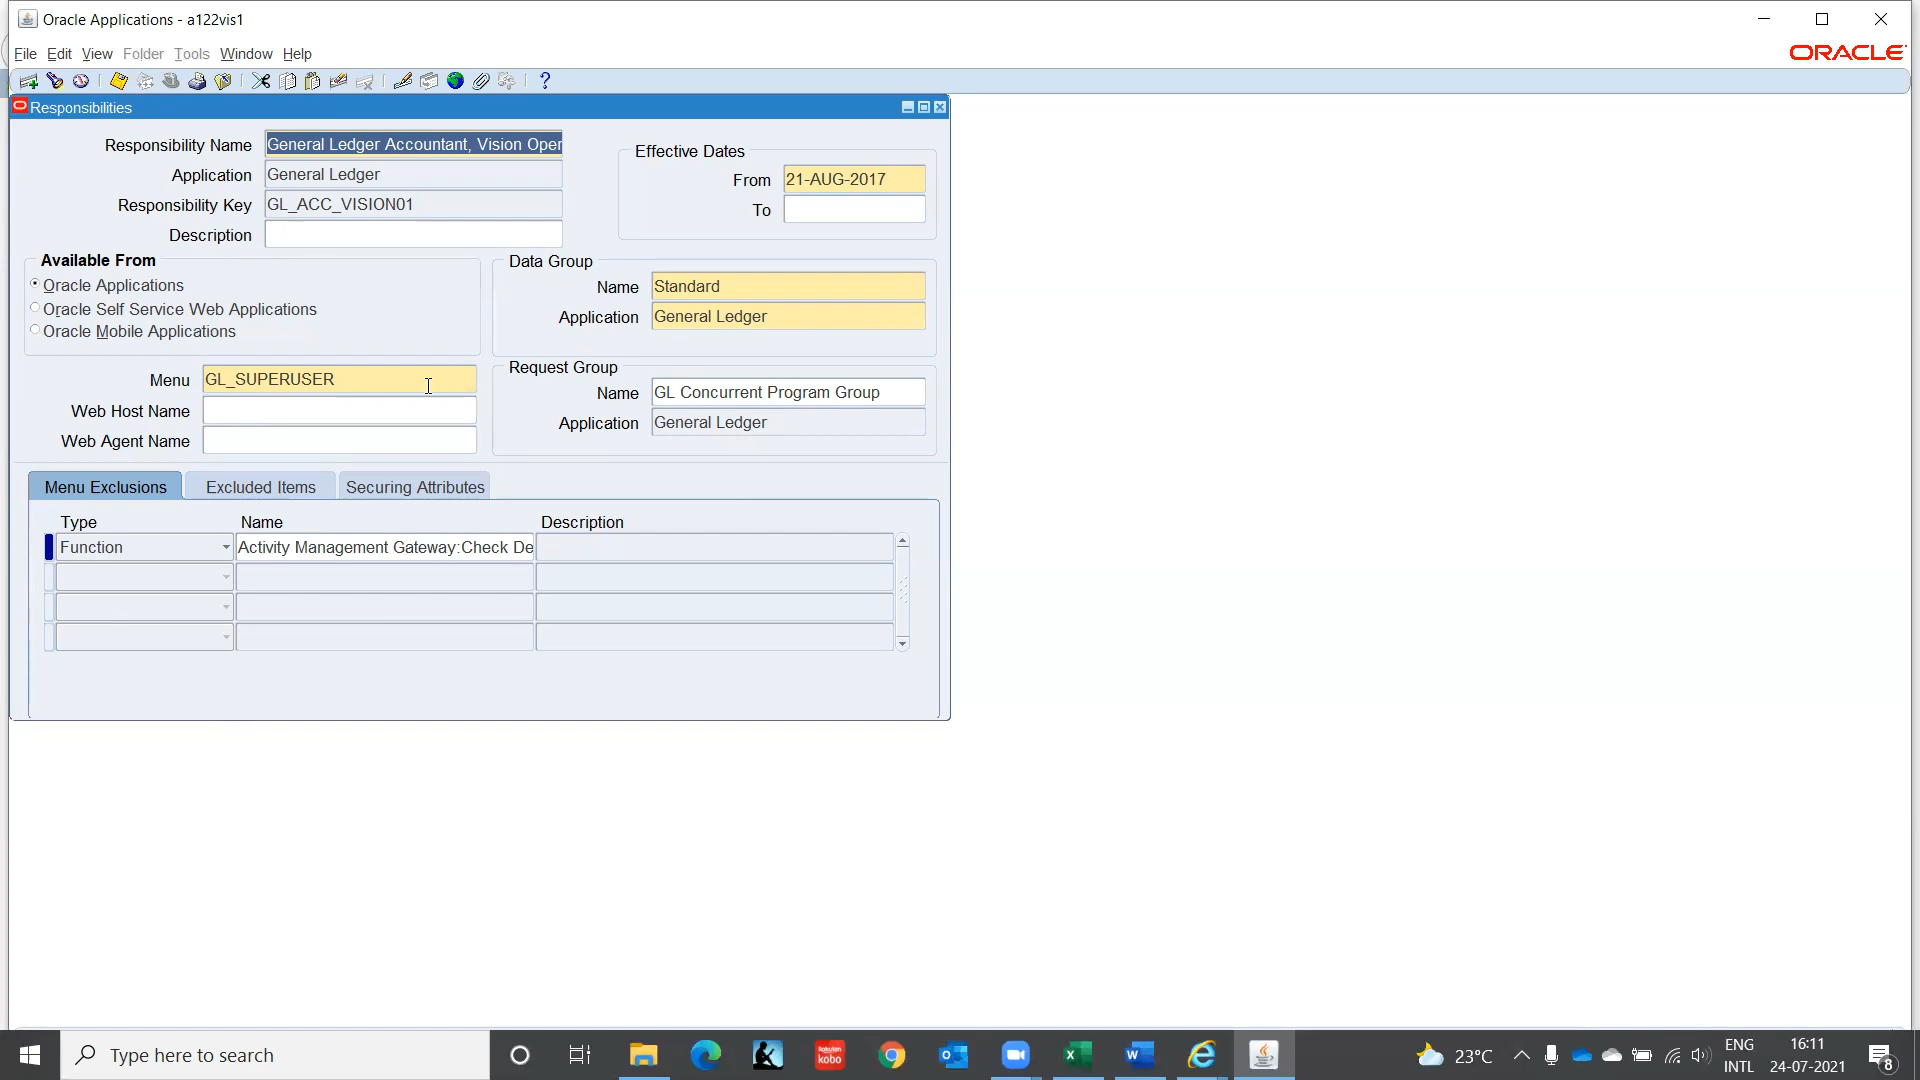 Oracle Applications - a122vis1
File Edit View Folder Tools Window Help
ORACLE
Responsibilities
Responsibility Name General Ledger Accountant, Vision Oper
Application General Ledger
Responsibility Key GL_ACC_VISION01
Description
Effective Dates
From 21-AUG-2017
To
Available From
Oracle Applications
Oracle Self Service Web Applications
Oracle Mobile Applications
Data Group
Name Standard
Application General Ledger
Menu GL_SUPERUSER
Web Host Name
Web Agent Name
Request Group
Name GL Concurrent Program Group
Application General Ledger
Menu Exclusions Excluded Items Securing Attributes
Type Name Description
Function Activity Management Gateway:Check De
Type here to search
Rakuten
kobo
23°C
ENG
INTL
16:11
24-07-2021
8